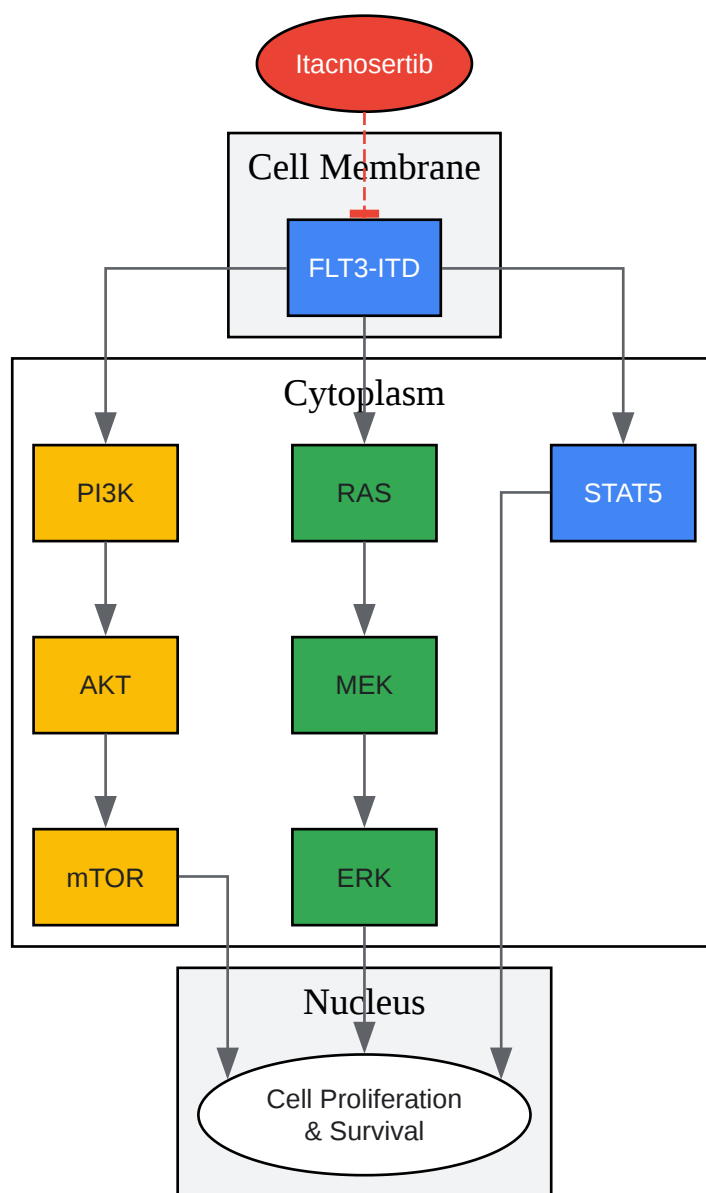 Itacnosertib
Cell Membrane
FLT3-ITD
Cytoplasm
PI3K
RAS
STAT5
AKT
MEK
mTOR
ERK
Nucleus
Cell Proliferation
& Survival